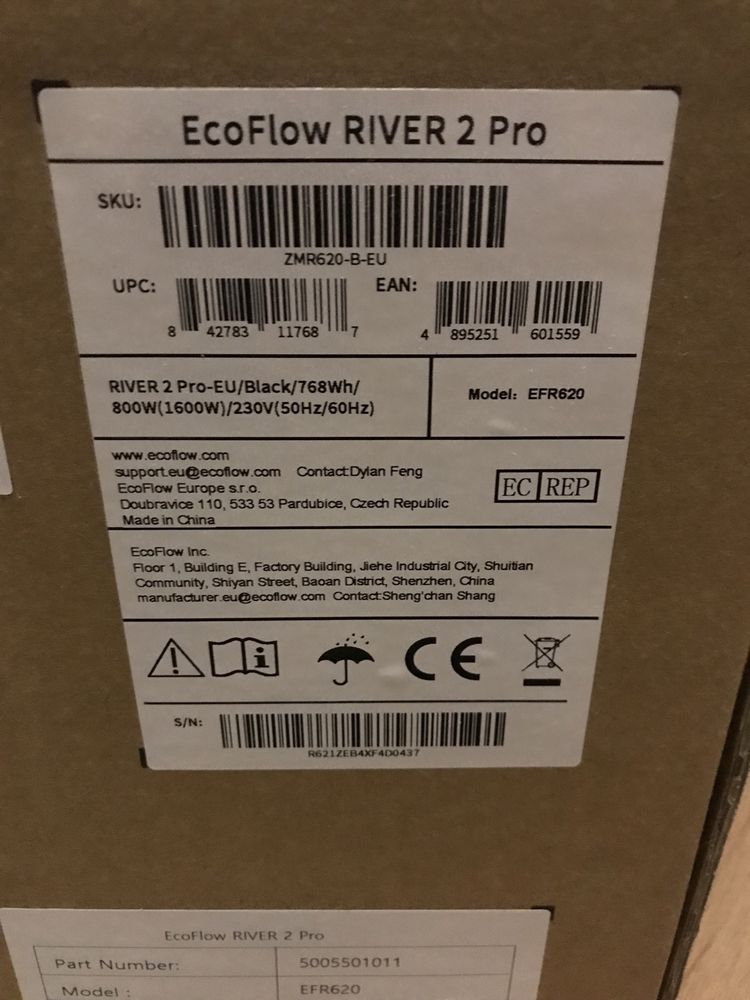 EcoFlow RIVER 2 Pro
SKU:
ZMR620-B-EU
UPC: EAN:
8 42783 11768 7 4 895251 601559
RIVER 2 Pro-EU/Black/768Wh/
800W(1600W)/230V(50Hz/60Hz)
Model: EFR620
www.ecoflow.com
support.eu@ecoflow.com Contact:Dylan Feng
EcoFlow Europe s.r.o.
Doubravice 110, 533 53 Pardubice, Czech Republic
Made in China
EC REP
EcoFlow Inc.
Floor 1, Building E, Factory Building, Jiehe Industrial City, Shuitian
Community, Shiyan Street, Baoan District, Shenzhen, China
manufacturer.eu@ecoflow.com Contact:Sheng'chan Shang
CE
S/N:
R621ZEB4XF4D0437
EcoFlow RIVER 2 Pro
Part Number: 5005501011
Model : EFR620